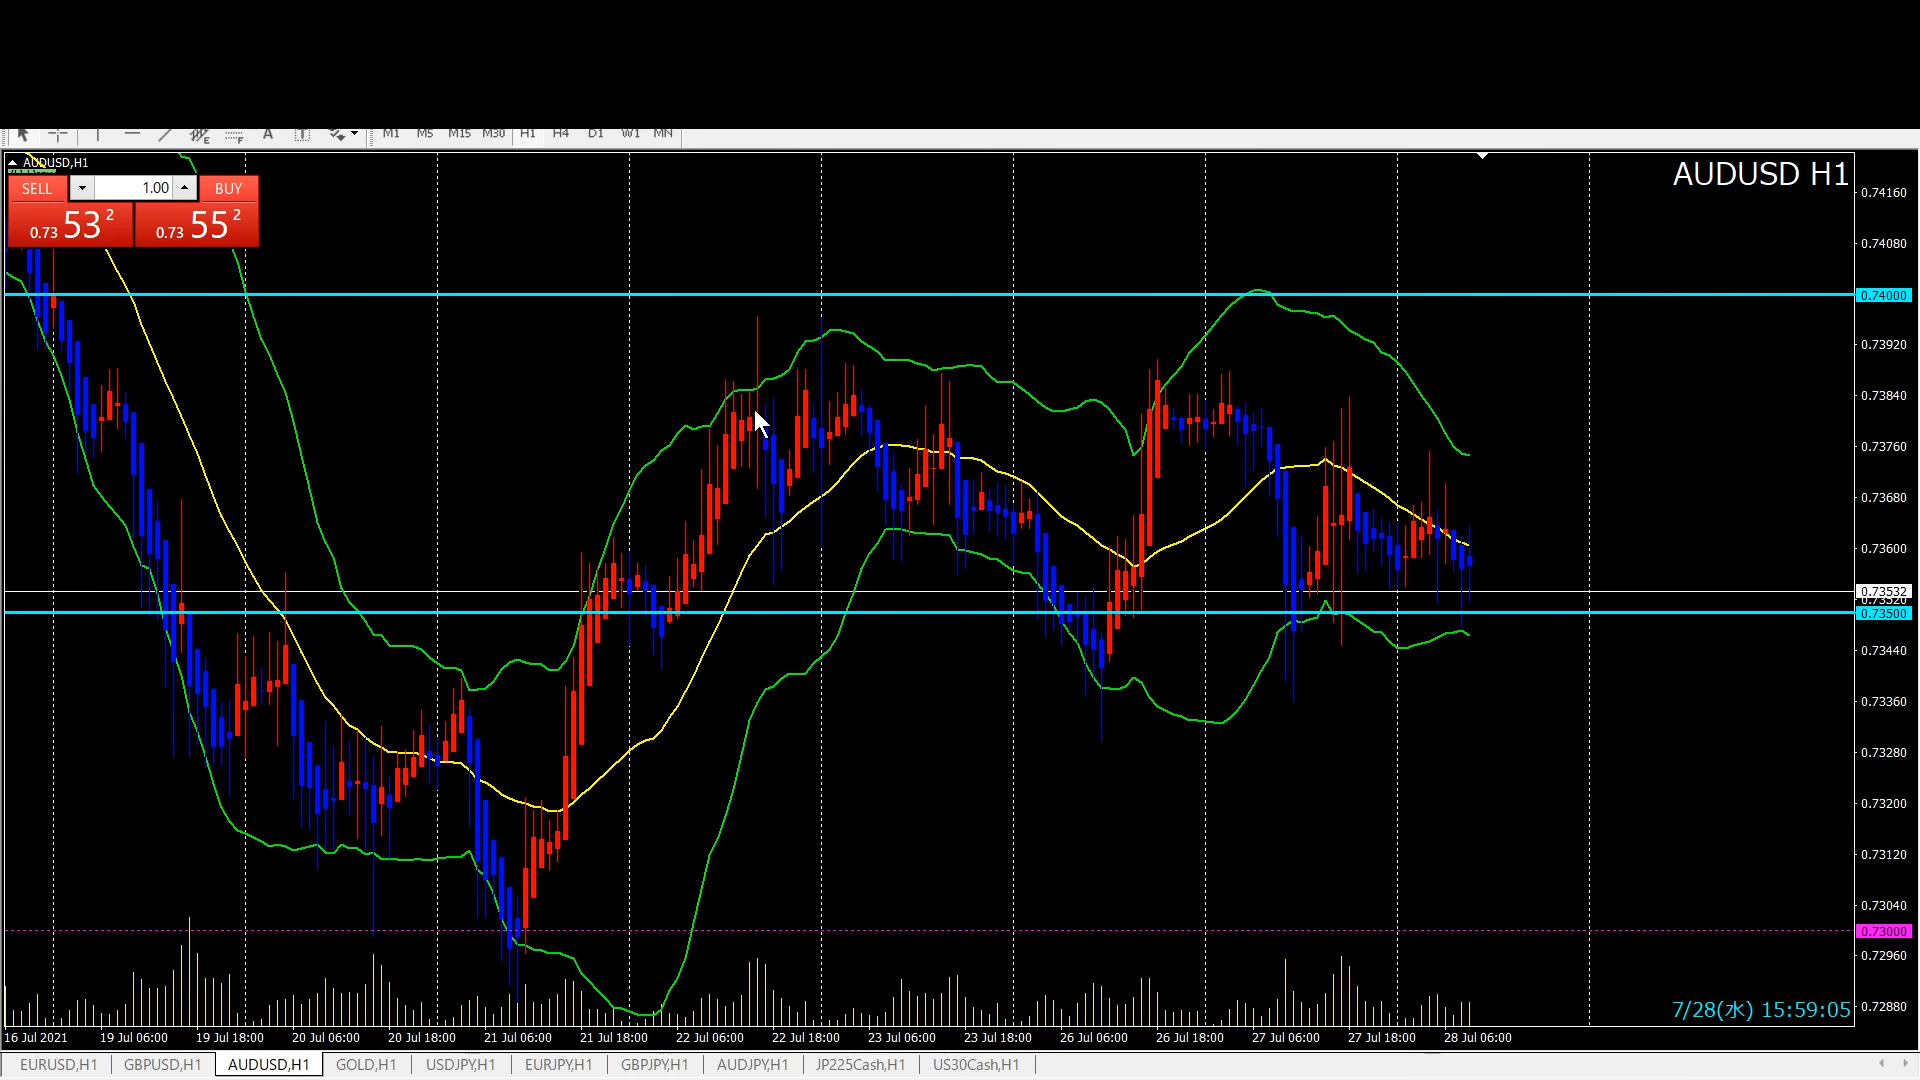 E F A T M1 M5 M15 M30 H1 H4 D1 W1 MN
AUDUSD,H1
AUDUSD H1
SELL 1.00 BUY
0.73 53 2 0.73 55 2
0.74160
0.74080
0.74000
0.73920
0.73840
0.73760
0.73680
0.73600
0.73532
0.73520
0.73500
0.73440
0.73360
0.73280
0.73200
0.73120
0.73040
0.73000
0.72960
0.72880
7/28(水) 15:59:05
16 Jul 2021 19 Jul 06:00 19 Jul 18:00 20 Jul 06:00 20 Jul 18:00 21 Jul 06:00 21 Jul 18:00 22 Jul 06:00 22 Jul 18:00 23 Jul 06:00 23 Jul 18:00 26 Jul 06:00 26 Jul 18:00 27 Jul 06:00 27 Jul 18:00 28 Jul 06:00
EURUSD,H1 GBPUSD,H1 AUDUSD,H1 GOLD,H1 USDJPY,H1 EURJPY,H1 GBPJPY,H1 AUDJPY,H1 JP225Cash,H1 US30Cash,H1